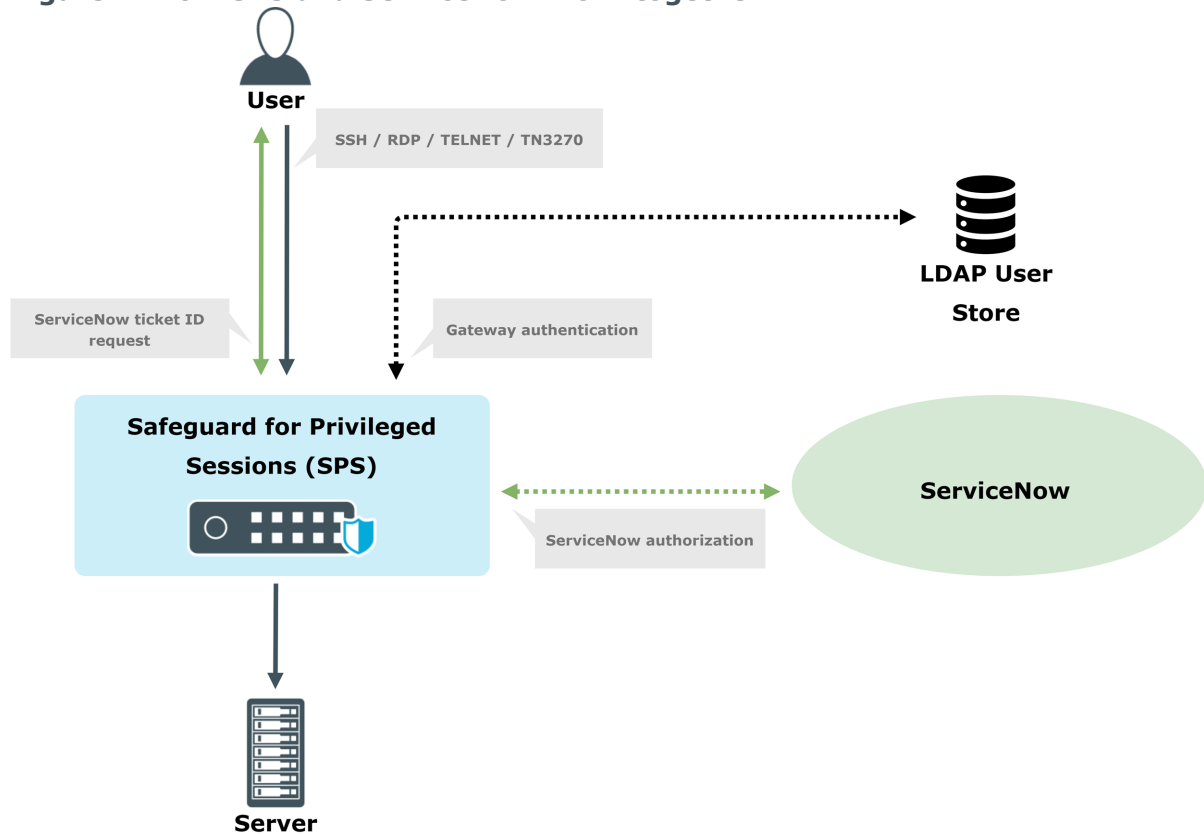 User
SSH / RDP / TELNET / TN3270
LDAP User
Store
ServiceNow ticket ID
request
Gateway authentication
Safeguard for Privileged
Sessions (SPS)
ServiceNow
ServiceNow authorization
Server